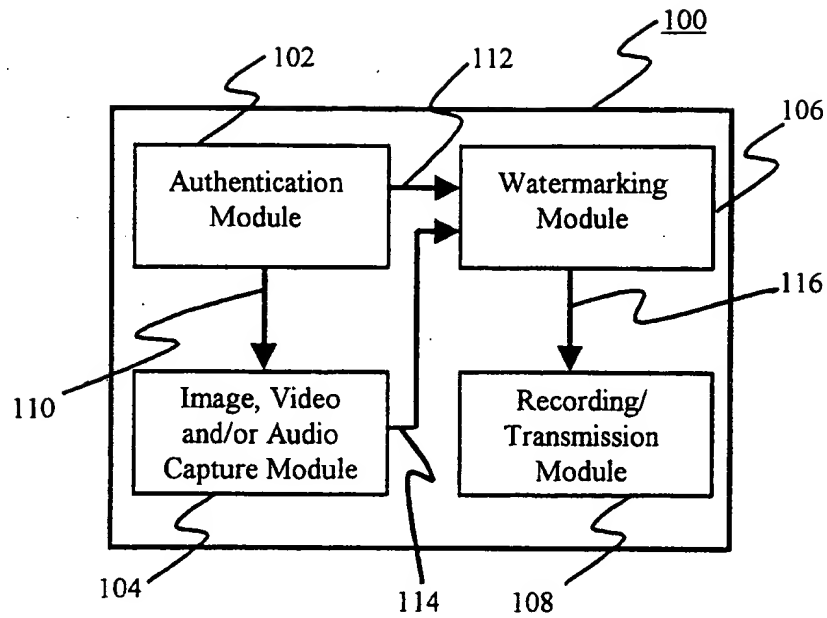 100
102
112
106
Authentication
Module
Watermarking
Module
116
110
Image, Video
and/or Audio
Capture Module
Recording/
Transmission
Module
104
114
108